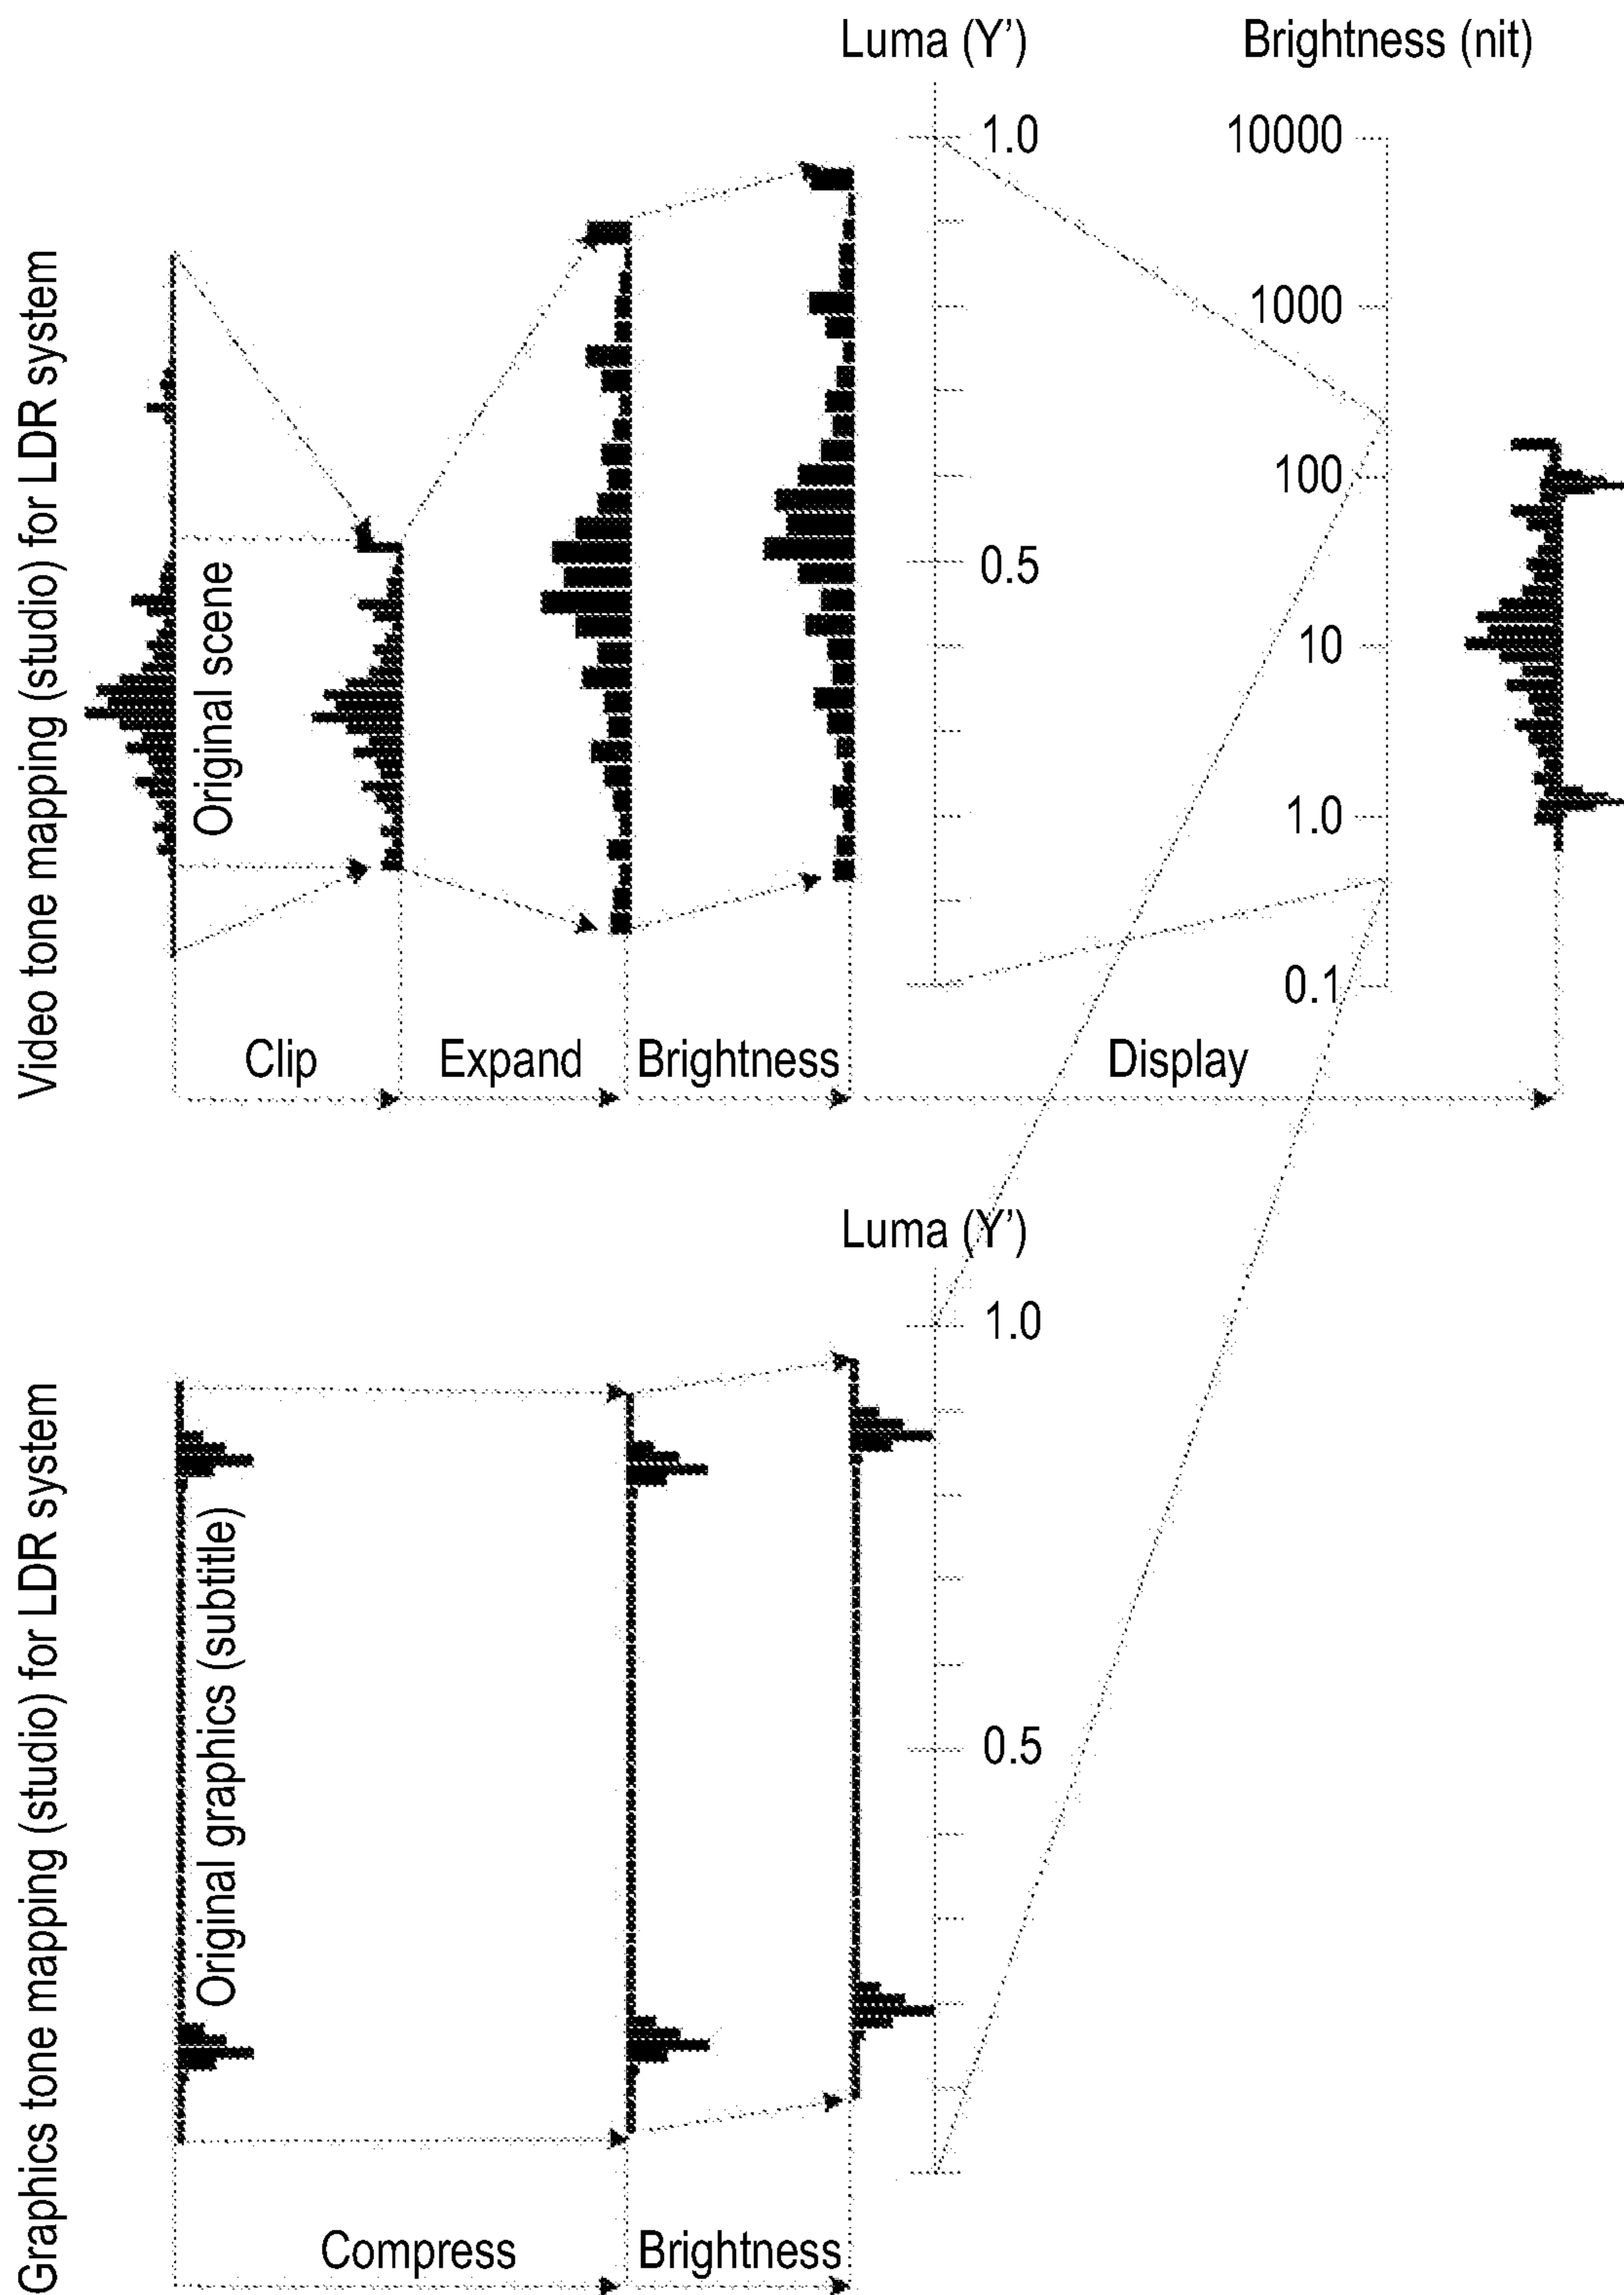 Video tone mapping (studio) for LDR system
Luma (Y’)
Brightness (nit)
1.0
0.5
10000
1000
100
10
1.0
0.1
Original scene
Clip
Expand
Brightness
Display
Graphics tone mapping (studio) for LDR system
Luma (Y’)
1.0
0.5
Original graphics (subtitle)
Compress
Brightness